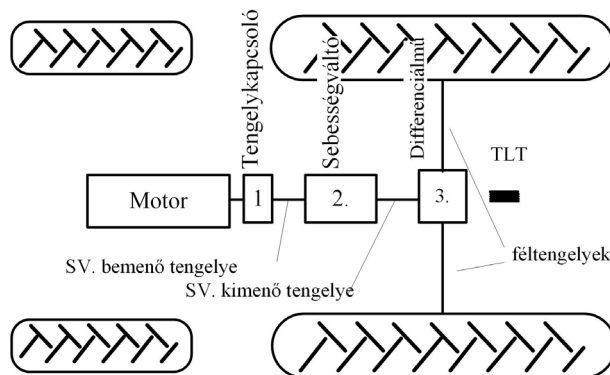 Tengelykapcsoló
Sebességváltó
Differenciálmű
TLT
Motor
1
2.
3.
SV. bemenő tengelye
SV. kimenő tengelye
féltengelyek